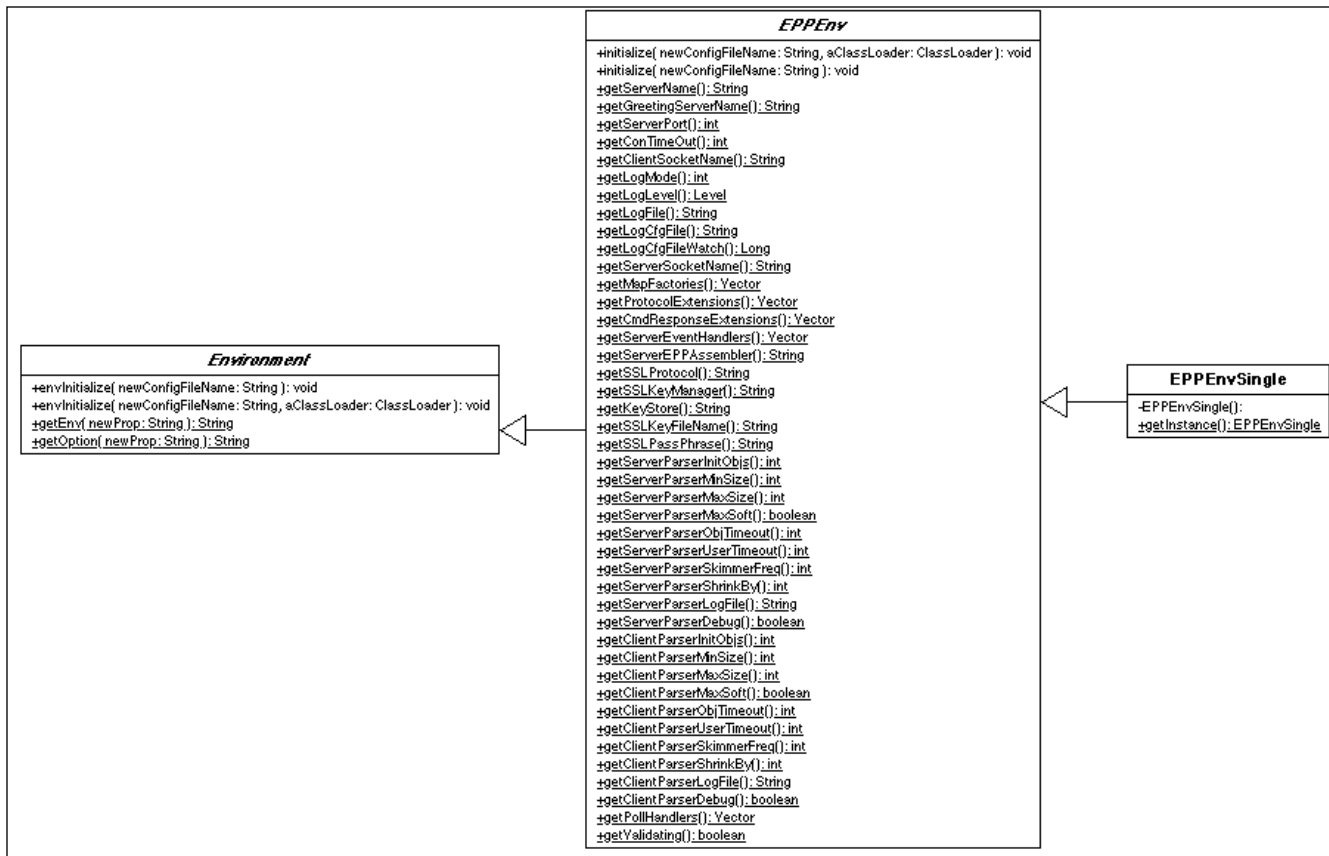 EPPEnv
+initialize( newConfigFileName: String, aClassLoader: ClassLoader ): void
+initialize( newConfigFileName: String ): void
+getServerName(): String
+getGreetingServerName(): String
+getServerPort(): int
+getConTimeOut(): int
+getClientSocketName(): String
+getLogMode(): int
+getLogLevel(): Level
+getLogFile(): String
+getLogCfgFile(): String
+getLogCfgFileWatch(): Long
+getServerSocketName(): String
+getMapFactories(): Vector
+getProtocolExtensions(): Vector
+getCmdResponseExtensions(): Vector
+getServerEventHandlers(): Vector
+getServerEPPAssembler(): String
+getSSLProtocol(): String
+getSSLKeyManager(): String
+getKeyStore(): String
+getSSLKeyFileName(): String
+getSSLPassPhrase(): String
+getServerParserInitObjs(): int
+getServerParserMinSize(): int
+getServerParserMaxSize(): int
+getServerParserMaxSoft(): boolean
+getServerParserObjTimeout(): int
+getServerParserUserTimeout(): int
+getServerParserSkimmerFreq(): int
+getServerParserShrinkBy(): int
+getServerParserLogFile(): String
+getServerParserDebug(): boolean
+getClientParserInitObjs(): int
+getClientParserMinSize(): int
+getClientParserMaxSize(): int
+getClientParserMaxSoft(): boolean
+getClientParserObjTimeout(): int
+getClientParserUserTimeout(): int
+getClientParserSkimmerFreq(): int
+getClientParserShrinkBy(): int
+getClientParserLogFile(): String
+getClientParserDebug(): boolean
+getPollHandlers(): Vector
+getValidating(): boolean
Environment
+envInitialize( newConfigFileName: String ): void
+envInitialize( newConfigFileName: String, aClassLoader: ClassLoader ): void
+getEnv( newProp: String ): String
+getOption( newProp: String ): String
EPPEnvSingle
-EPPEnvSingle():
+getInstance(): EPPEnvSingle